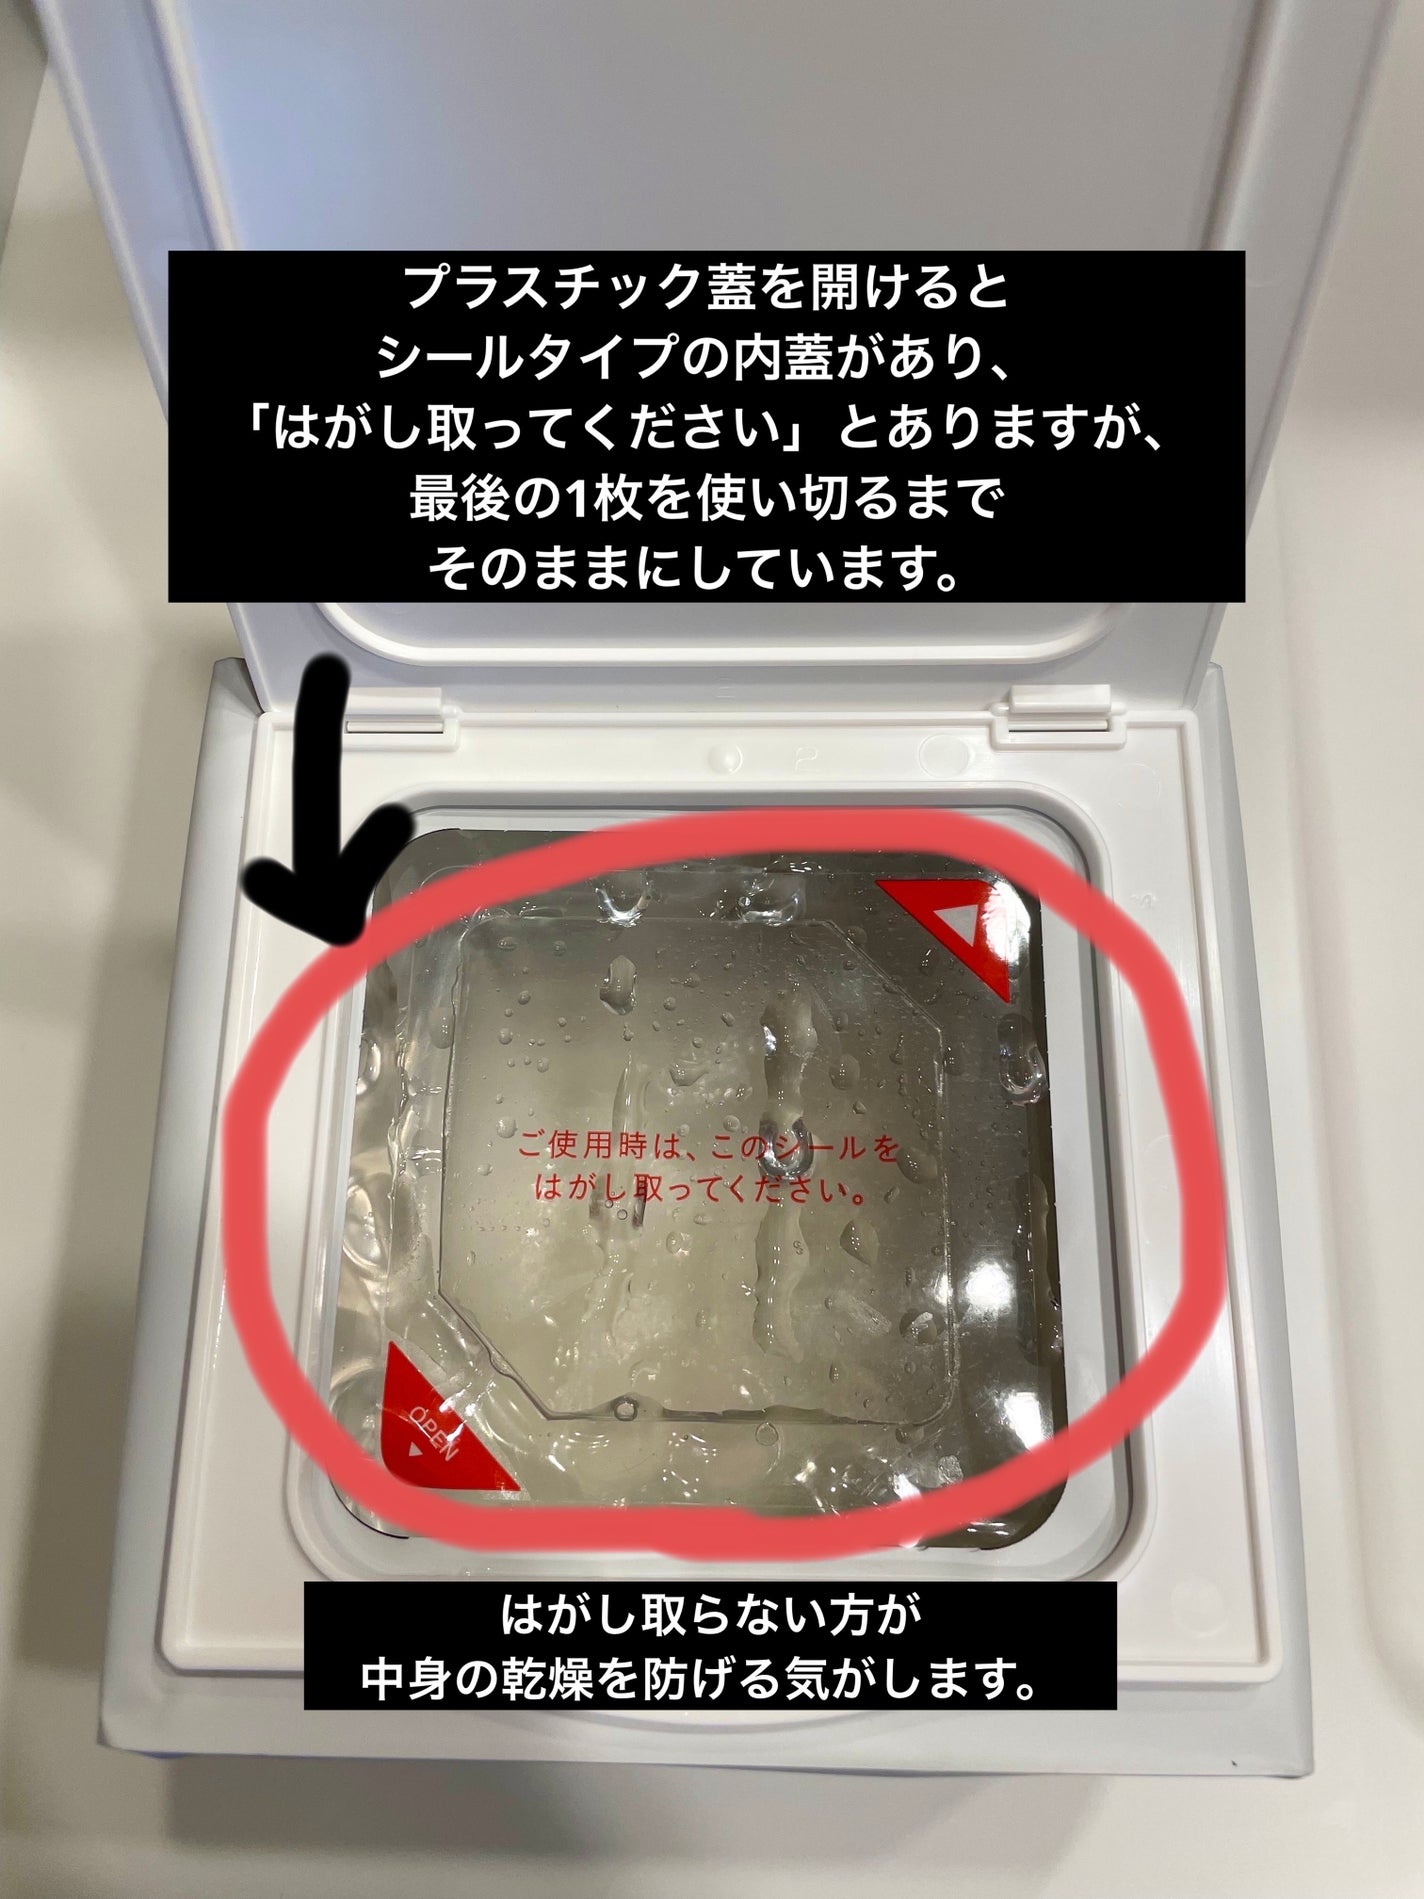 プラスチック蓋を開けると
シールタイプの内蓋があり、
「はがし取ってください」とありますが、
最後の1枚を使い切るまで
そのままにしています。
2
ご使用時は、このシールを
はがし取ってください。
OPEN
はがし取らない方が
中身の乾燥を防げる気がします。